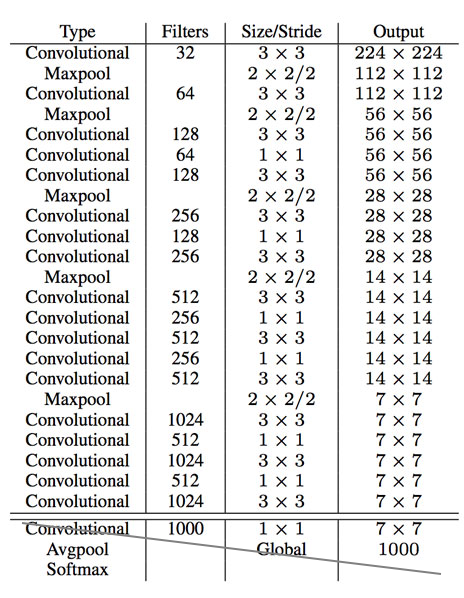 Type Filters Size/Stride Output
Convolutional 32 3 × 3 224 × 224
Maxpool 2 × 2/2 112 × 112
Convolutional 64 3 × 3 112 × 112
Maxpool 2 × 2/2 56 × 56
Convolutional 128 3 × 3 56 × 56
Convolutional 64 1 × 1 56 × 56
Convolutional 128 3 × 3 56 × 56
Maxpool 2 × 2/2 28 × 28
Convolutional 256 3 × 3 28 × 28
Convolutional 128 1 × 1 28 × 28
Convolutional 256 3 × 3 28 × 28
Maxpool 2 × 2/2 14 × 14
Convolutional 512 3 × 3 14 × 14
Convolutional 256 1 × 1 14 × 14
Convolutional 512 3 × 3 14 × 14
Convolutional 256 1 × 1 14 × 14
Convolutional 512 3 × 3 14 × 14
Maxpool 2 × 2/2 7 × 7
Convolutional 1024 3 × 3 7 × 7
Convolutional 512 1 × 1 7 × 7
Convolutional 1024 3 × 3 7 × 7
Convolutional 512 1 × 1 7 × 7
Convolutional 1024 3 × 3 7 × 7
Convolutional 1000 1 × 1 7 × 7
Avgpool Global 1000
Softmax